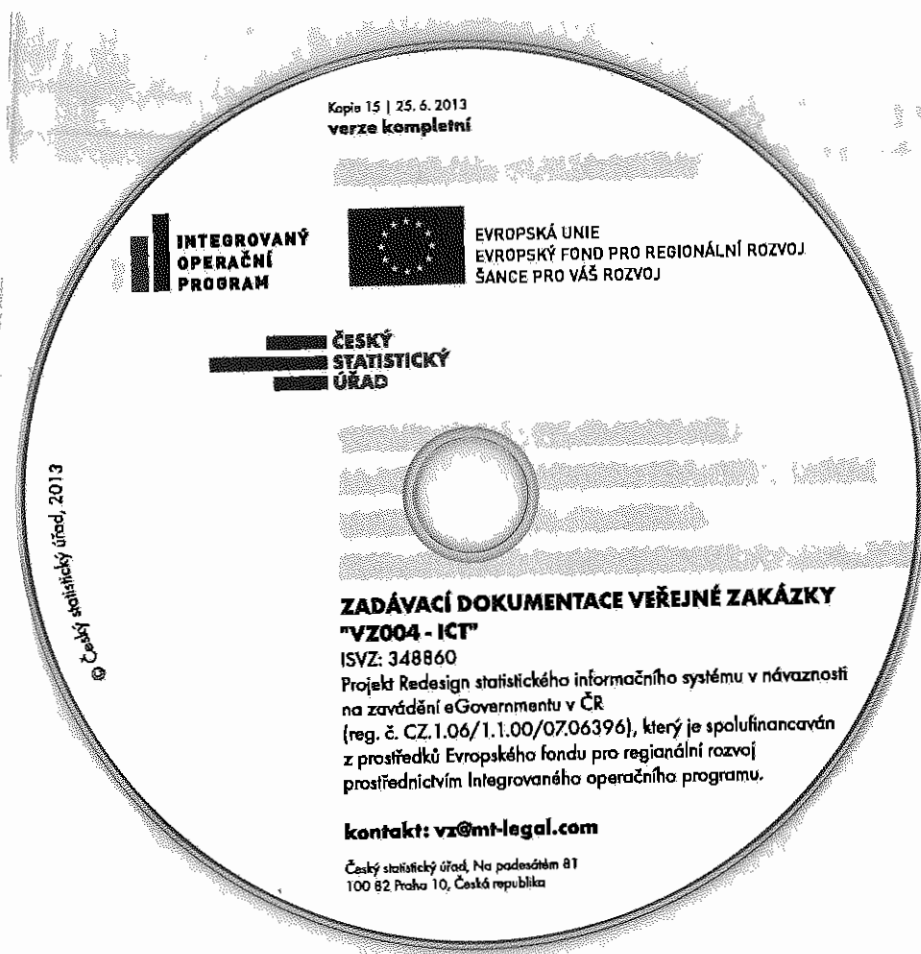 Kopie 15 | 25. 6. 2013
verze kompletní
INTEGROVANÝ
OPERAČNÍ
PROGRAM
EVROPSKÁ UNIE
EVROPSKÝ FOND PRO REGIONÁLNÍ ROZVOJ
ŠANCE PRO VÁŠ ROZVOJ
ČESKÝ
STATISTICKÝ
ÚŘAD
© Český statistický úřad, 2013
ZADÁVACÍ DOKUMENTACE VEŘEJNÉ ZAKÁZKY
"VZ004 - ICT"
ISVZ: 348860
Projekt Redesign statistického informačního systému v návaznosti
na zavádění eGovernmentu v ČR
(reg. č. CZ.1.06/1.1.00/07.06396), který je spolufinancován
z prostředků Evropského fondu pro regionální rozvoj
prostřednictvím Integrovaného operačního programu.
kontakt: vz@mt-legal.com
Český statistický úřad, Na padesátém 81
100 82 Praha 10, Česká republika